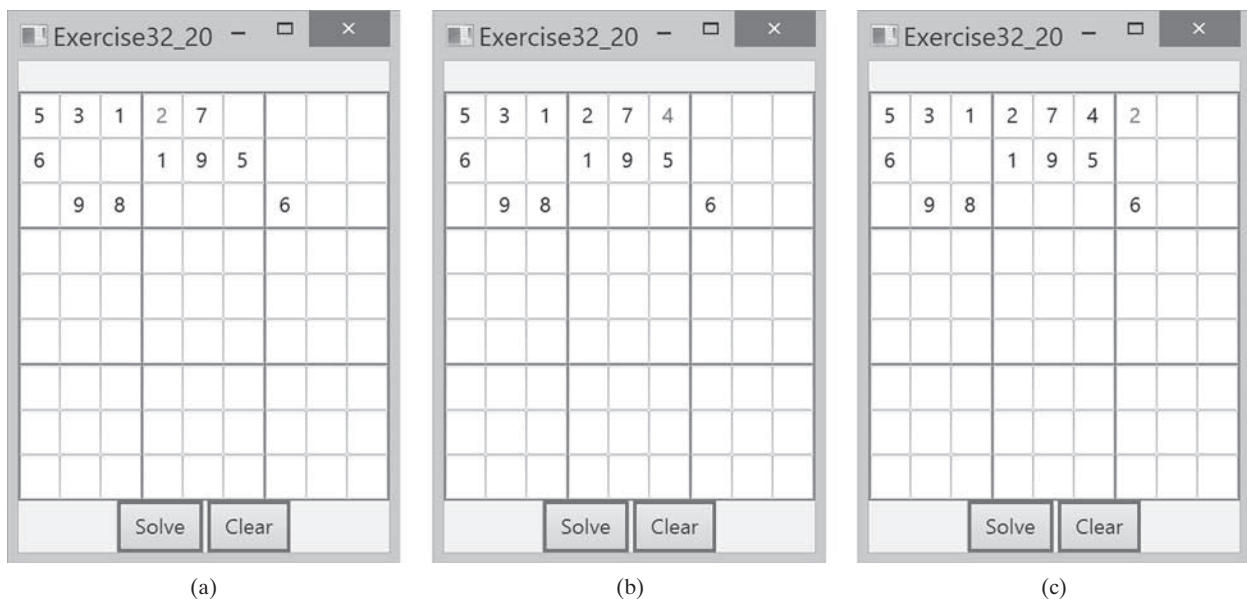 Exercise32_20
5 3 1 2 7
6 1 9 5
9 8 6
Solve Clear
(a)
Exercise32_20
5 3 1 2 7 4
6 1 9 5
9 8 6
Solve Clear
(b)
Exercise32_20
5 3 1 2 7 4 2
6 1 9 5
9 8 6
Solve Clear
(c)